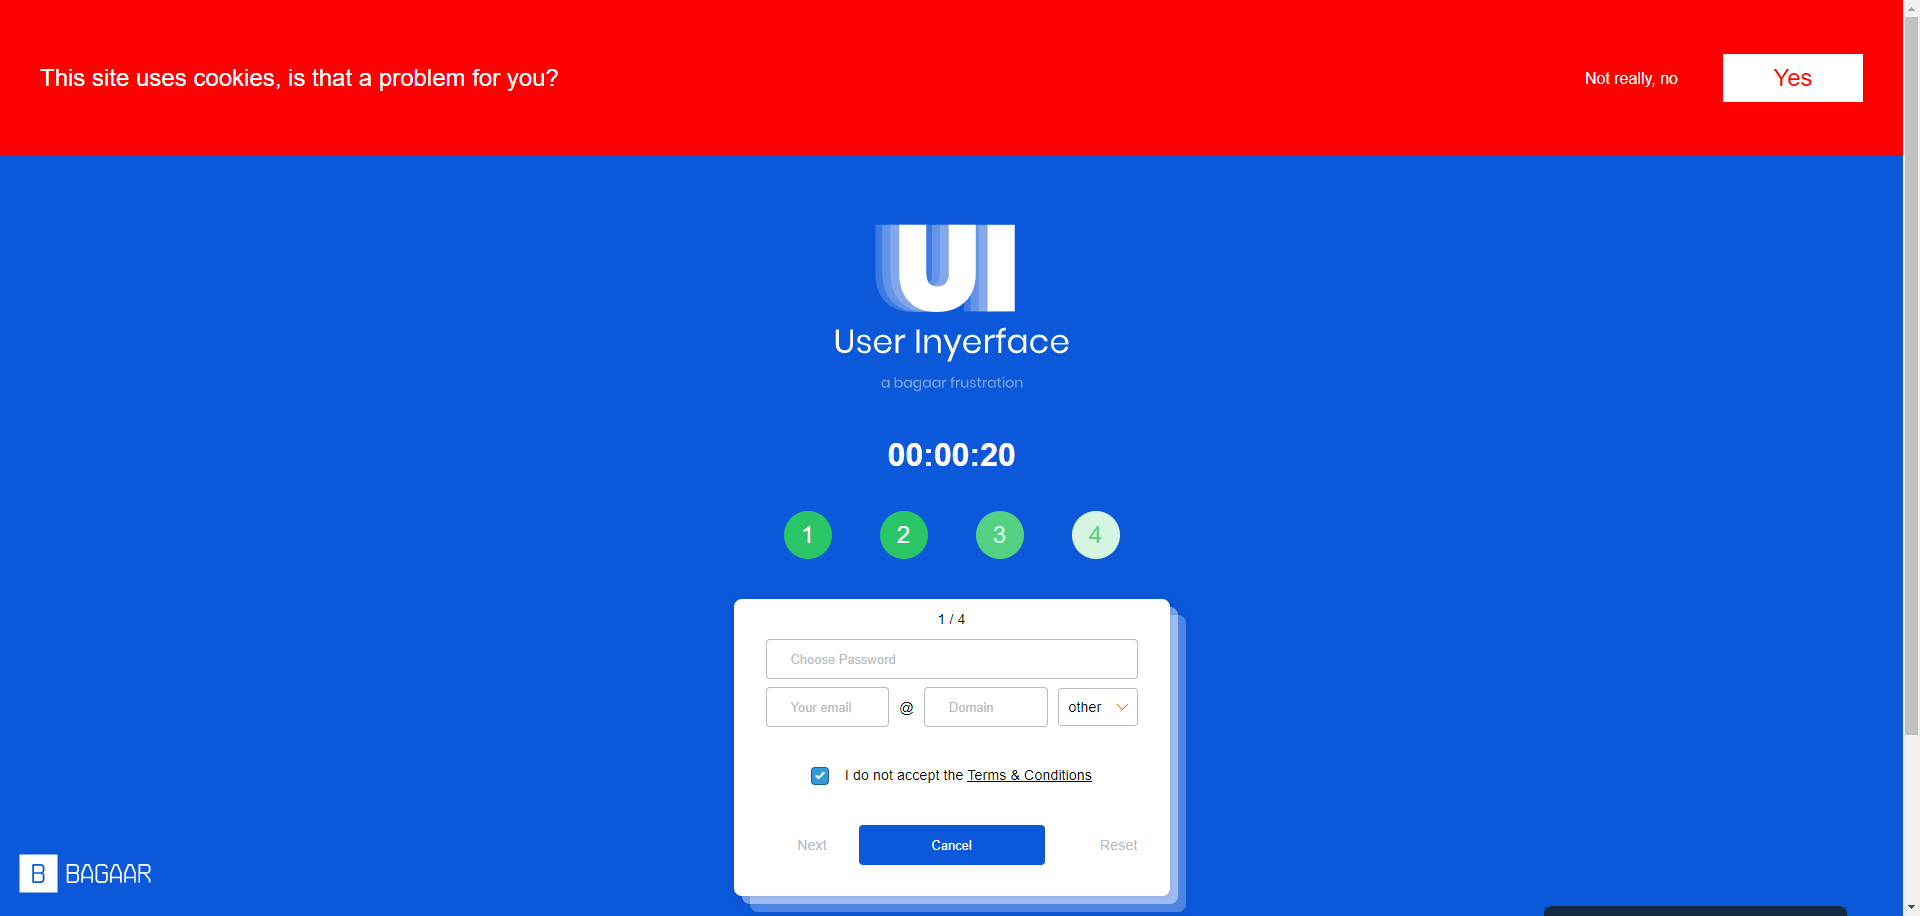 This site uses cookies, is that a problem for you?
Not really, no
Yes
UI
User Inyerface
a bagaar frustration
00:00:20
1 2 3 4
1 / 4
Choose Password
Your email @ Domain other
I do not accept the Terms & Conditions
Next Cancel Reset
B BAGAAR